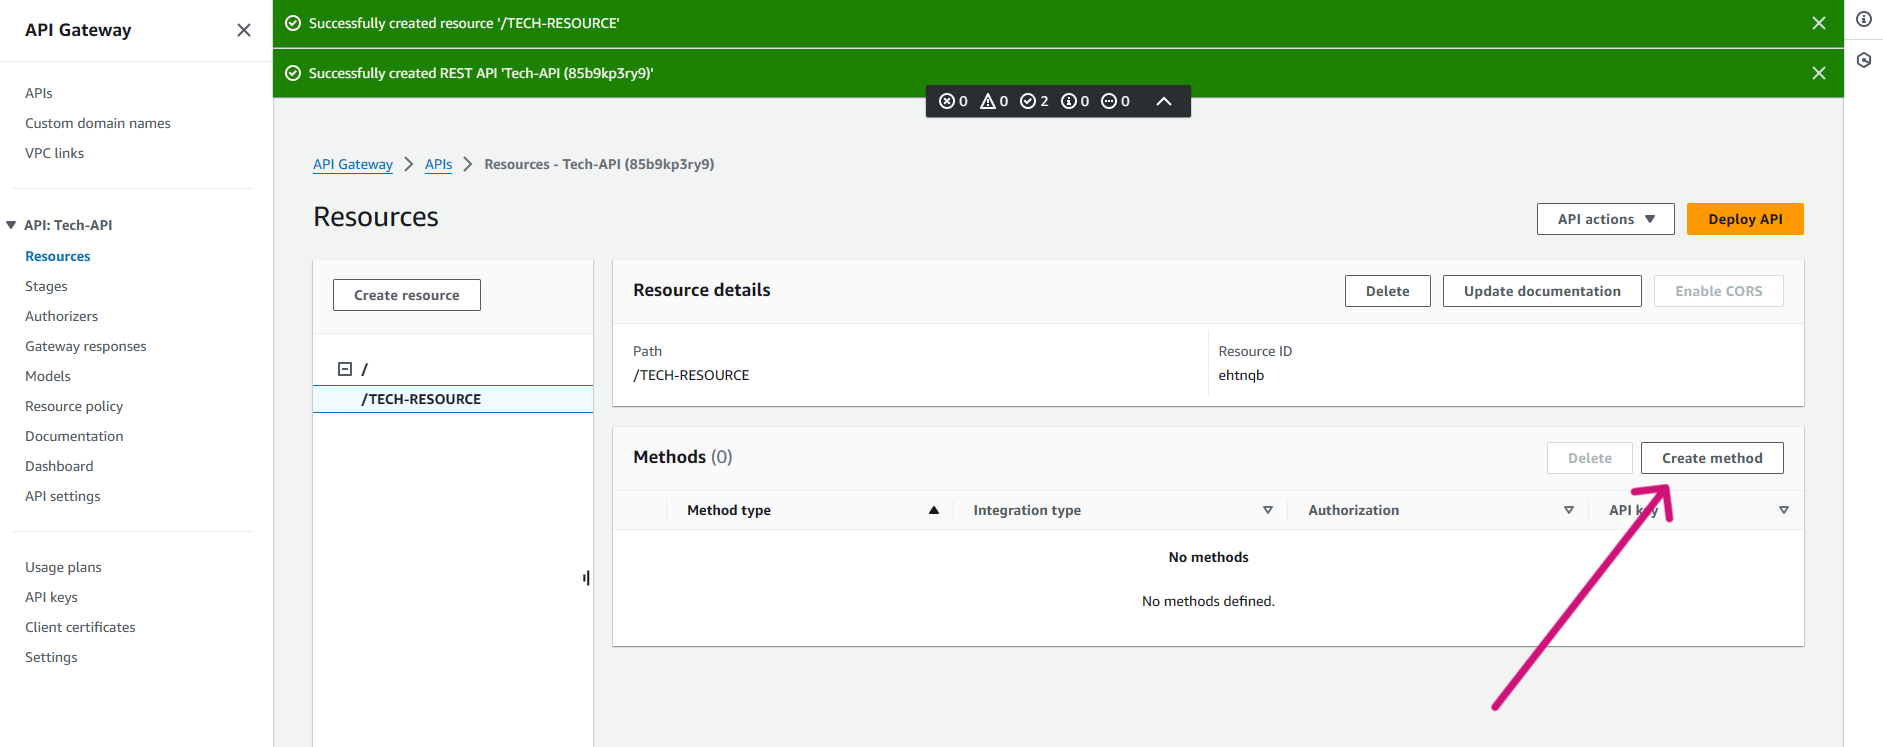 API Gateway
APIs
Custom domain names
VPC links
API: Tech-API
Resources
Stages
Authorizers
Gateway responses
Models
Resource policy
Documentation
Dashboard
API settings
Usage plans
API keys
Client certificates
Settings
Successfully created resource '/TECH-RESOURCE'
Successfully created REST API 'Tech-API (85b9kp3ry9)'
0 0 2 0 0
API Gateway APIs Resources - Tech-API (85b9kp3ry9)
Resources
API actions Deploy API
Create resource
/
/TECH-RESOURCE
Resource details
Delete Update documentation Enable CORS
Path
/TECH-RESOURCE
Resource ID
ehtnqb
Methods (0)
Delete Create method
Method type Integration type Authorization API key
No methods
No methods defined.